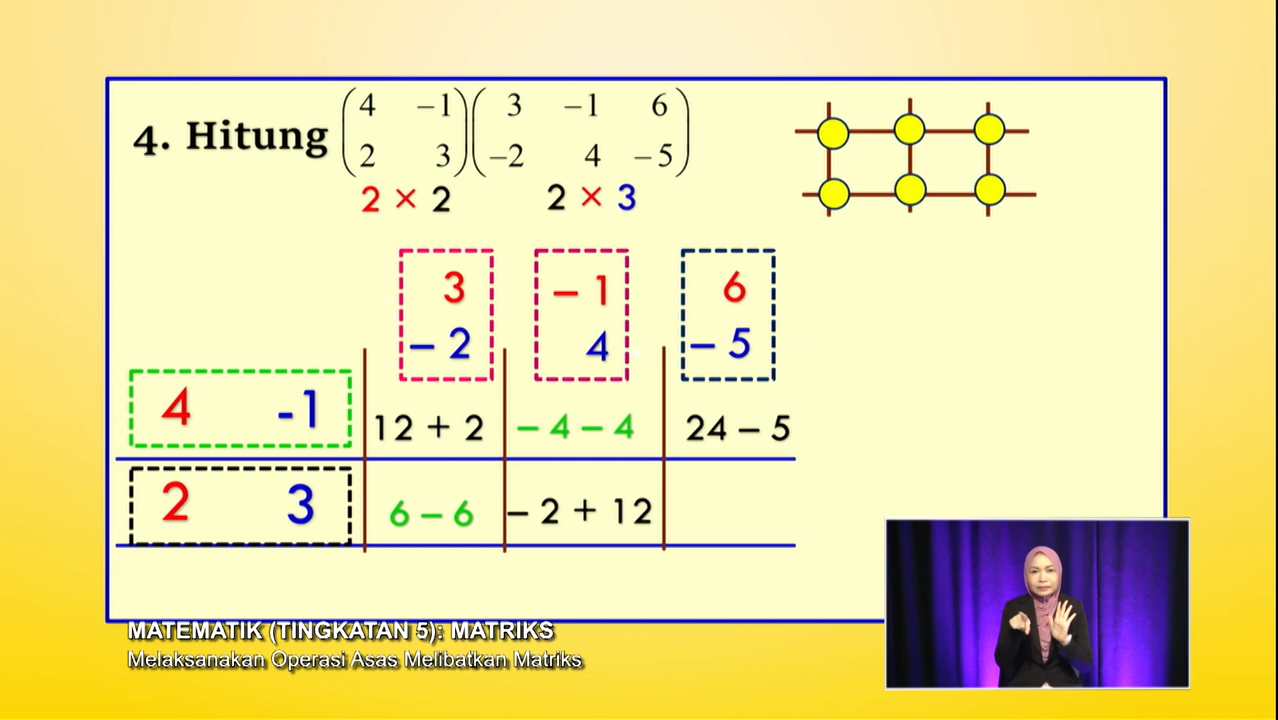 4. Hitung (4 −1 2 3)(3 −1 6 −2 4 −5)
2 × 2 2 × 3
3 − 1 6
− 2 4 − 5
4 -1 12 + 2 − 4 − 4 24 − 5
2 3 6 − 6 − 2 + 12
MATEMATIK (TINGKATAN 5): MATRIKS
Melaksanakan Operasi Asas Melibatkan Matriks